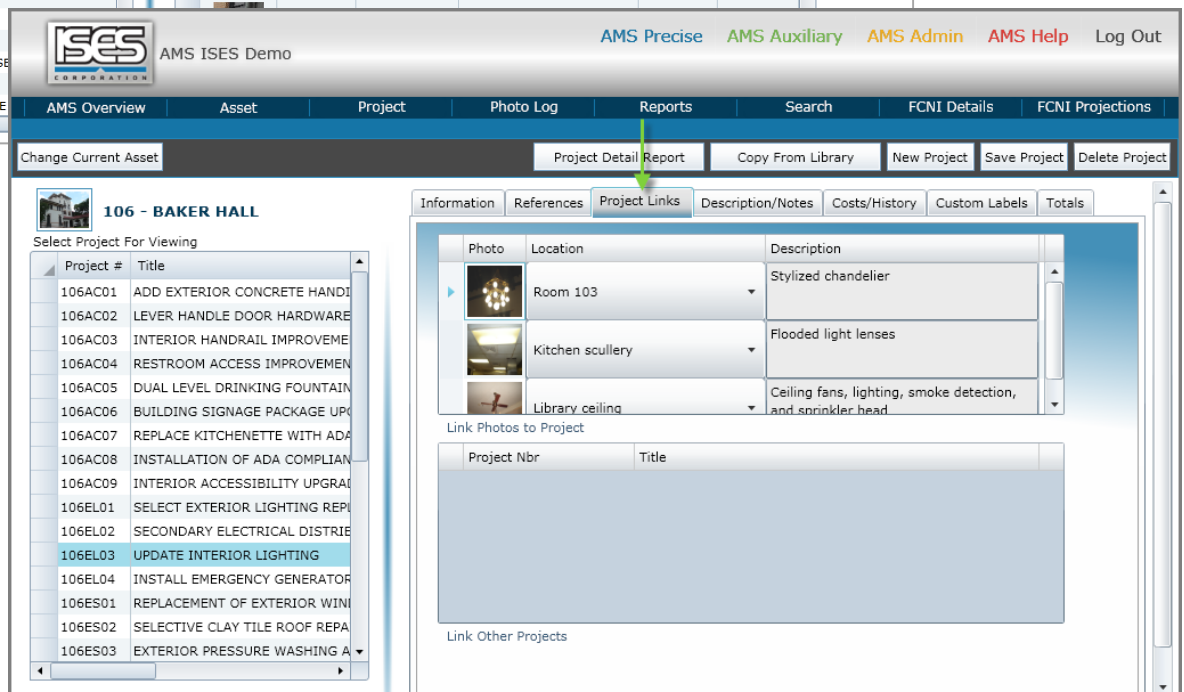 SE
E
ISES
CORPORATION
AMS ISES Demo
AMS Precise AMS Auxiliary AMS Admin AMS Help Log Out
AMS Overview Asset Project Photo Log Reports Search FCNI Details FCNI Projections
Change Current Asset Project Detail Report Copy From Library New Project Save Project Delete Project
106 - BAKER HALL
Select Project For Viewing
Project # Title
106AC01 ADD EXTERIOR CONCRETE HANDI
106AC02 LEVER HANDLE DOOR HARDWARE
106AC03 INTERIOR HANDRAIL IMPROVEME
106AC04 RESTROOM ACCESS IMPROVEMEN
106AC05 DUAL LEVEL DRINKING FOUNTAIN
106AC06 BUILDING SIGNAGE PACKAGE UPG
106AC07 REPLACE KITCHENETTE WITH ADA
106AC08 INSTALLATION OF ADA COMPLIAN
106AC09 INTERIOR ACCESSIBILITY UPGRAD
106EL01 SELECT EXTERIOR LIGHTING REPL
106EL02 SECONDARY ELECTRICAL DISTRIE
106EL03 UPDATE INTERIOR LIGHTING
106EL04 INSTALL EMERGENCY GENERATOR
106ES01 REPLACEMENT OF EXTERIOR WIN
106ES02 SELECTIVE CLAY TILE ROOF REPA
106ES03 EXTERIOR PRESSURE WASHING A
Information References Project Links Description/Notes Costs/History Custom Labels Totals
Photo Location Description
Room 103 Stylized chandelier
Kitchen scullery Flooded light lenses
Library ceiling Ceiling fans, lighting, smoke detection,
and sprinkler head
Link Photos to Project
Project Nbr Title
Link Other Projects